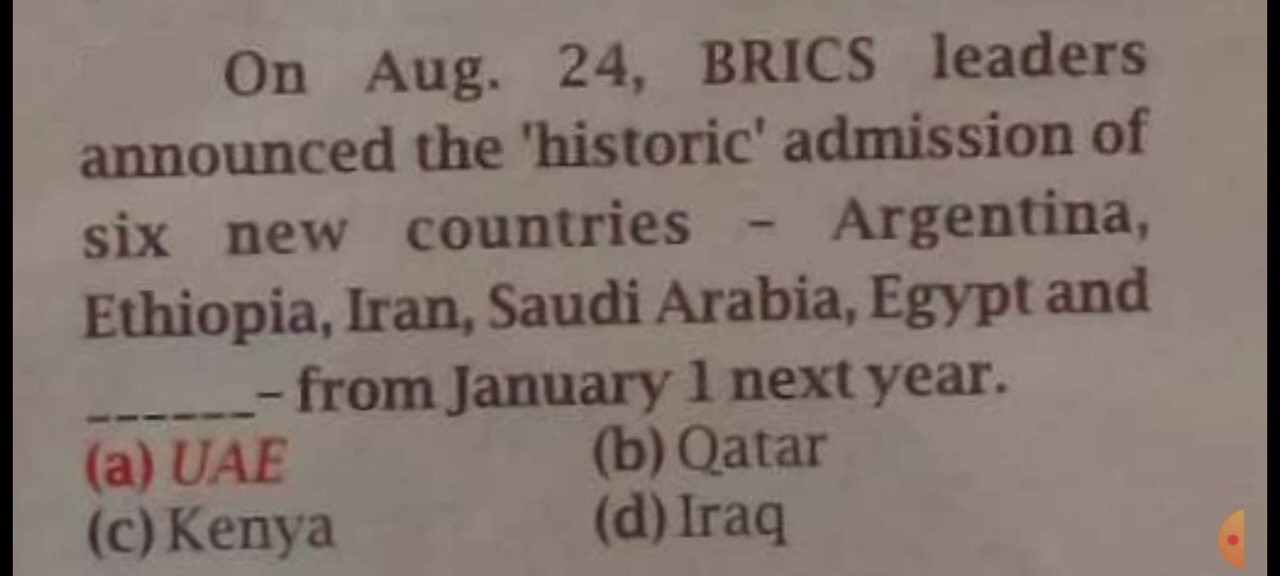 On Aug. 24, BRICS leaders
announced the 'historic' admission of
six new countries – Argentina,
Ethiopia, Iran, Saudi Arabia, Egypt and
______– from January 1 next year.
(a) UAE (b) Qatar
(c) Kenya (d) Iraq